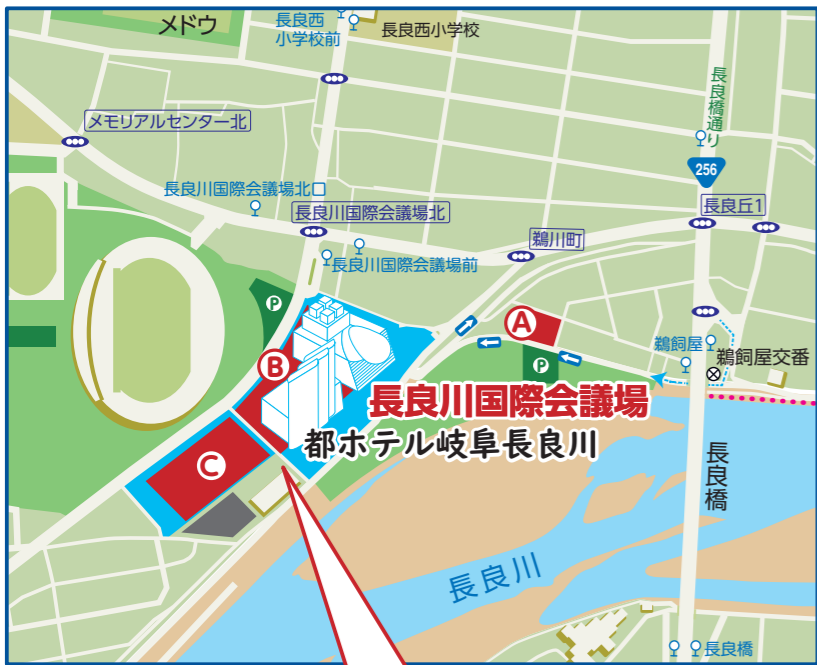 メドウ
長良西
小学校前
長良西小学校
メモリアルセンター北
長良橋通り
256
長良川国際会議場北口
長良川国際会議場北
長良丘1
鵜川町
長良川国際会議場前
P
A
B
P
鵜飼屋
鵜飼屋交番
長良川国際会議場
都ホテル岐阜長良川
C
長良橋
長良川
長良橋